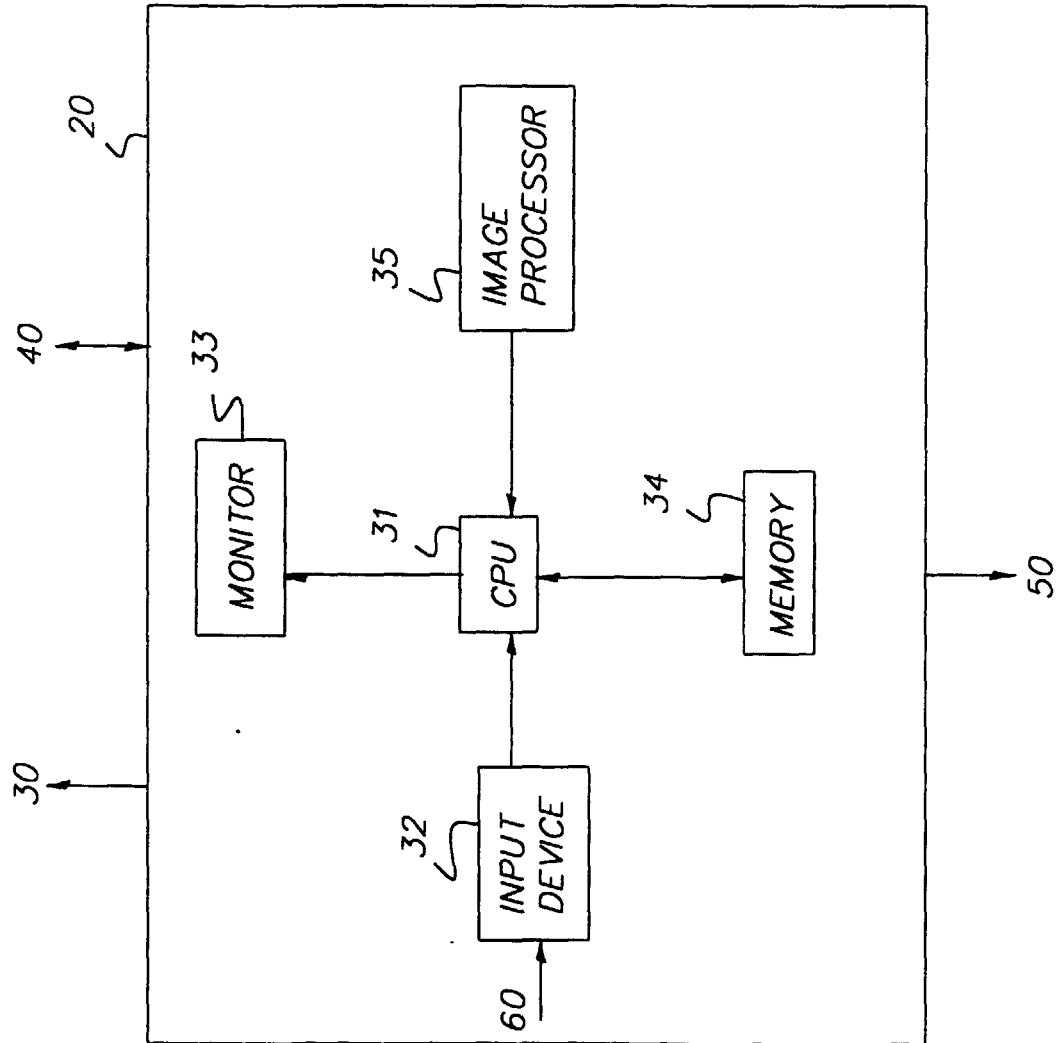 40
20
30
33
MONITOR
35
IMAGE
PROCESSOR
31
CPU
32
INPUT
DEVICE
34
MEMORY
60
50